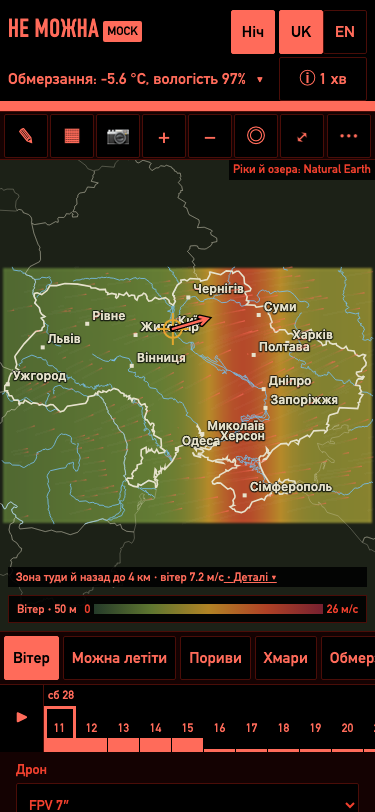 НЕ МОЖНА МОСК
Ніч UK EN
Обмерзання: -5.6 °C, вологість 97% ▾
ⓘ 1 хв
Ріки й озера: Natural Earth
Чернігів
Суми
Рівне
Київ
Житомир
Харків
Львів
Полтава
Вінниця
Ужгород
Дніпро
Запоріжжя
Миколаїв
Одеса
Херсон
Сімферополь
Зона туди й назад до 4 км · вітер 7.2 м/с · Деталі ▾
Вітер · 50 м 0 26 м/с
Вітер Можна летіти Пориви Хмари Обмер
сб 28
11 12 13 14 15 16 17 18 19 20
Дрон
FPV 7″